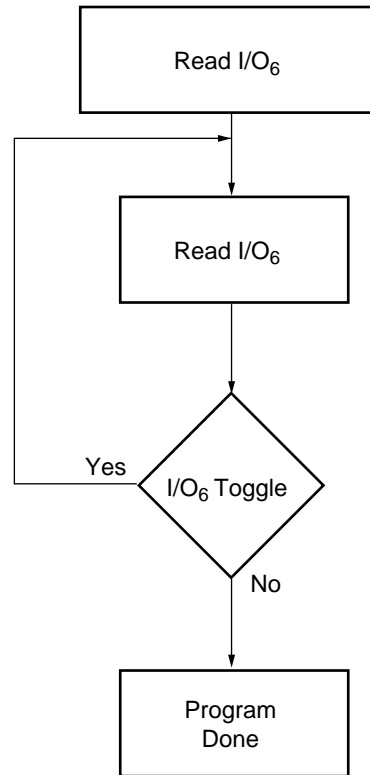 Read I/O₆
Read I/O₆
Yes
I/O₆ Toggle
No
Program
Done